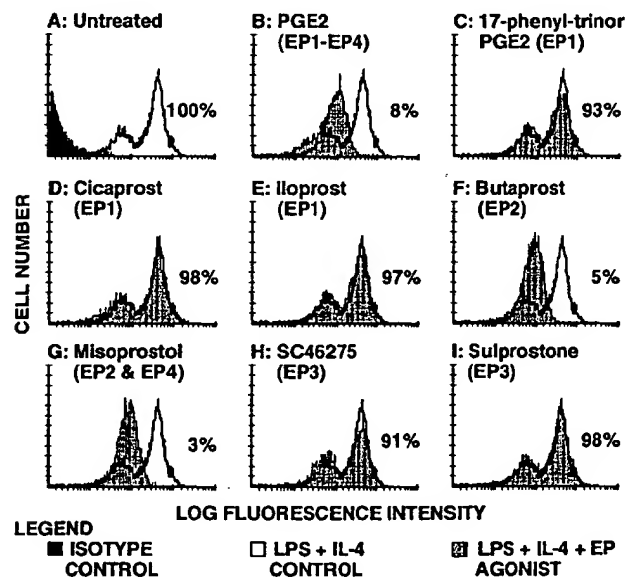 A: Untreated
100%
B: PGE2
(EP1-EP4)
8%
C: 17-phenyl-trinor
PGE2 (EP1)
93%
D: Cicaprost
(EP1)
98%
E: Iloprost
(EP1)
97%
F: Butaprost
(EP2)
5%
G: Misoprostol
(EP2 & EP4)
3%
H: SC46275
(EP3)
91%
I: Sulprostone
(EP3)
98%
CELL NUMBER
LOG FLUORESCENCE INTENSITY
LEGEND
ISOTYPE
CONTROL
LPS + IL-4
CONTROL
LPS + IL-4 + EP
AGONIST